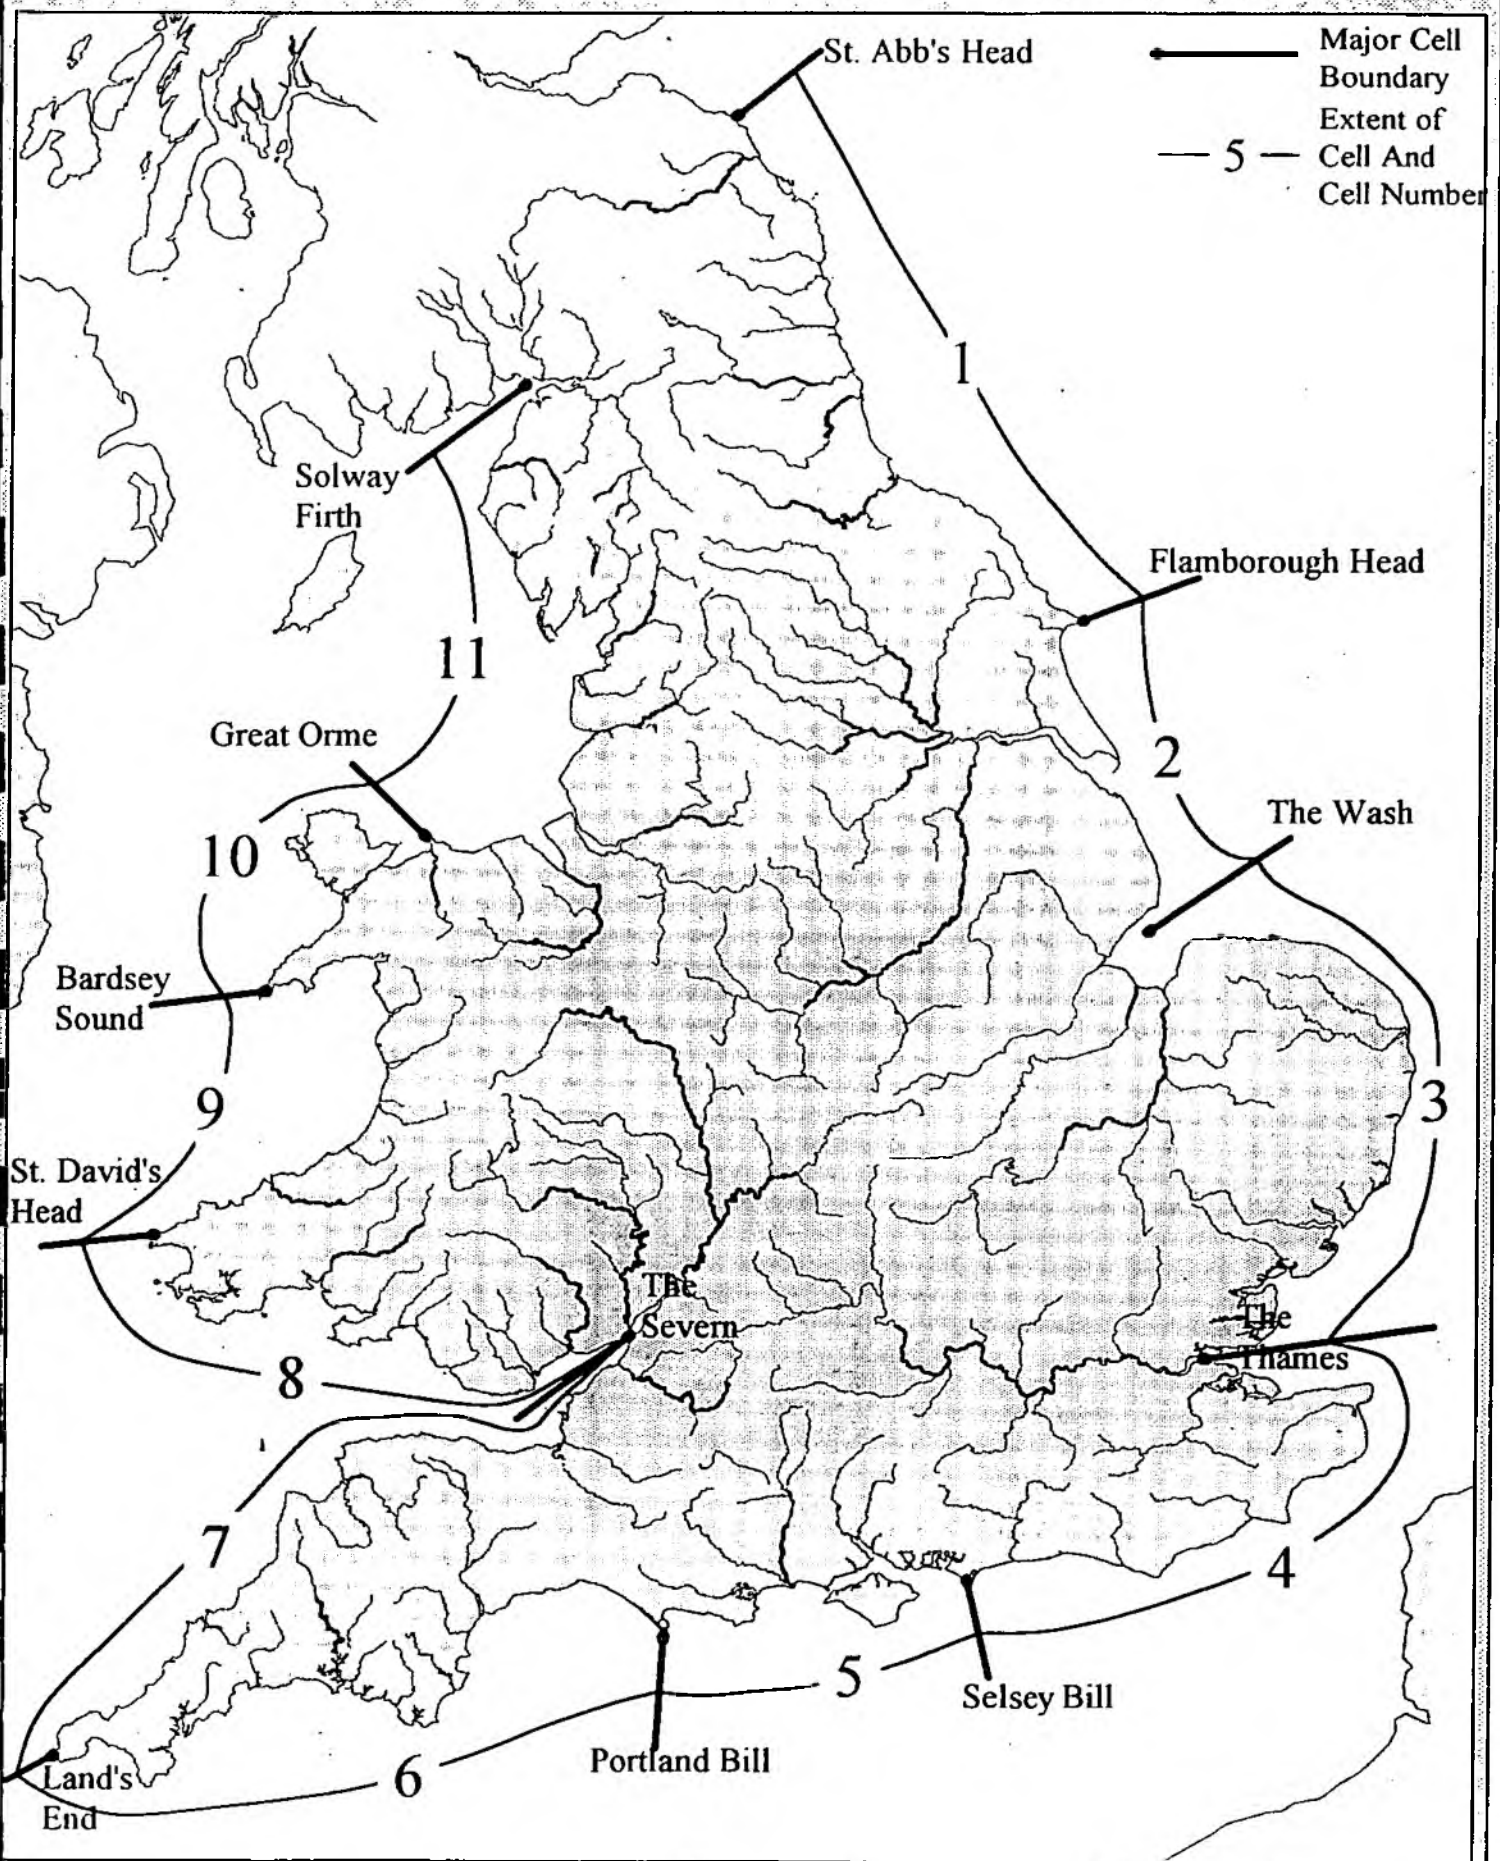 St. Abb's Head
Major Cell
Boundary
Extent of
— 5 — Cell And
Cell Number
1
Solway
Firth
Flamborough Head
11
Great Orme
2
The Wash
10
Bardsey
Sound
9
3
St. David's
Head
The
Severn
The
Thames
8
7
4
5
Selsey Bill
Portland Bill
6
Land's
End